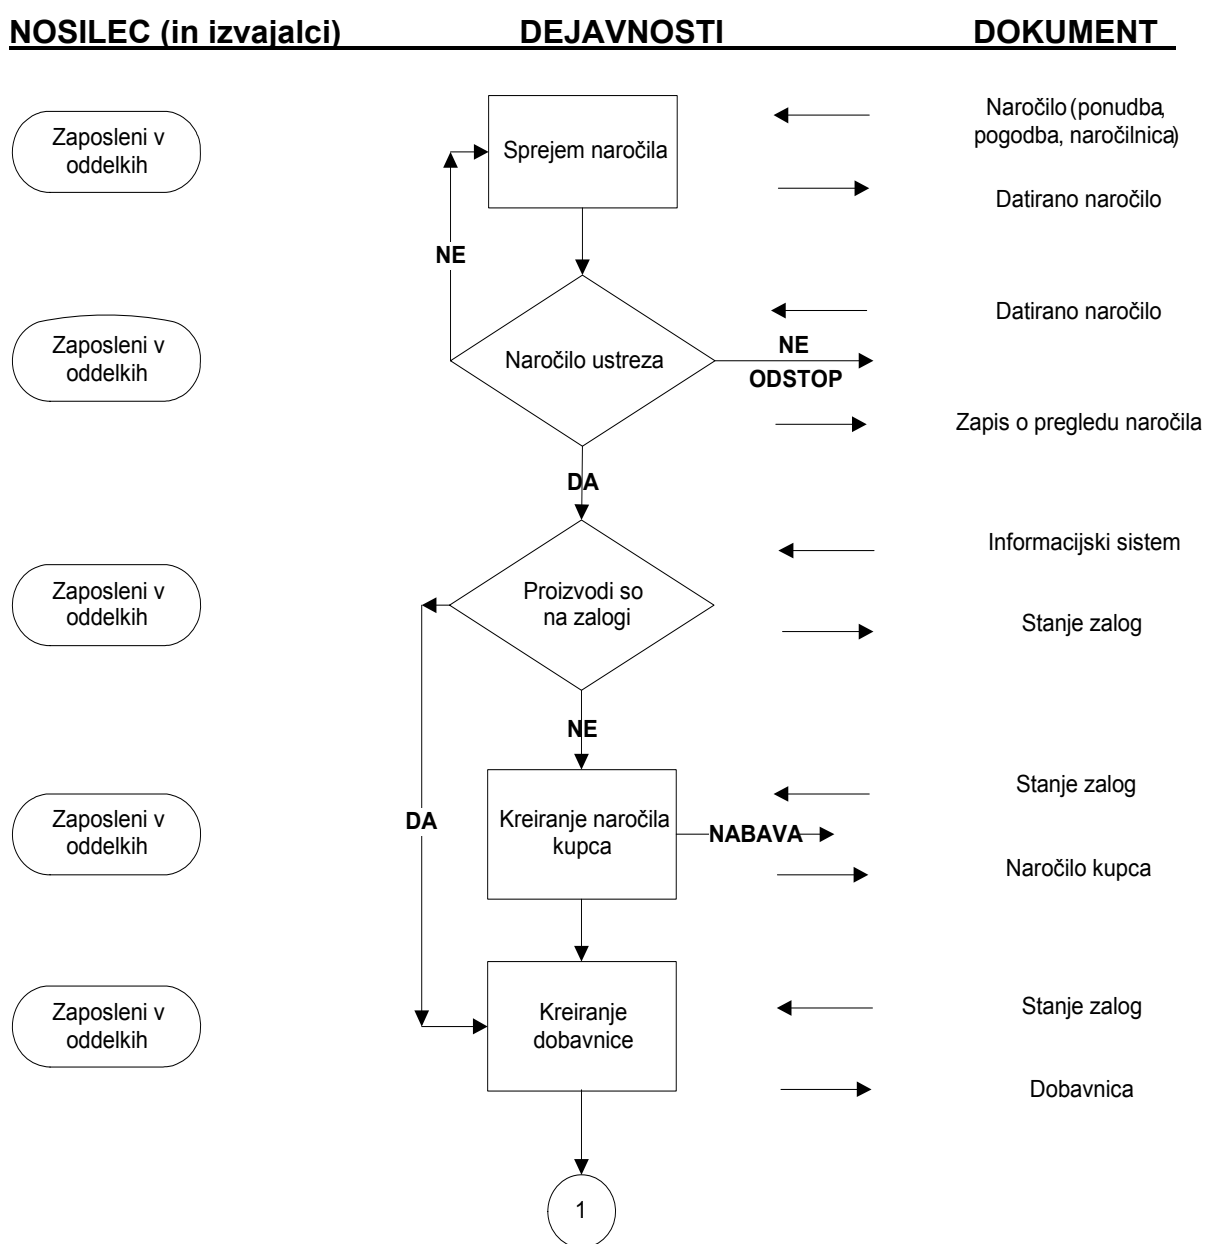 NOSILEC (in izvajalci) DEJAVNOSTI DOKUMENT
Zaposleni v
oddelkih
Sprejem naročila
Naročilo (ponudba,
pogodba, naročilnica)
Datirano naročilo
NE
Zaposleni v
oddelkih
Naročilo ustreza
Datirano naročilo
NE
ODSTOP
Zapis o pregledu naročila
DA
Zaposleni v
oddelkih
Proizvodi so
na zalogi
Informacijski sistem
Stanje zalog
NE
DA
Zaposleni v
oddelkih
Kreiranje naročila
kupca
NABAVA
Stanje zalog
Naročilo kupca
Zaposleni v
oddelkih
Kreiranje
dobavnice
Stanje zalog
Dobavnica
1